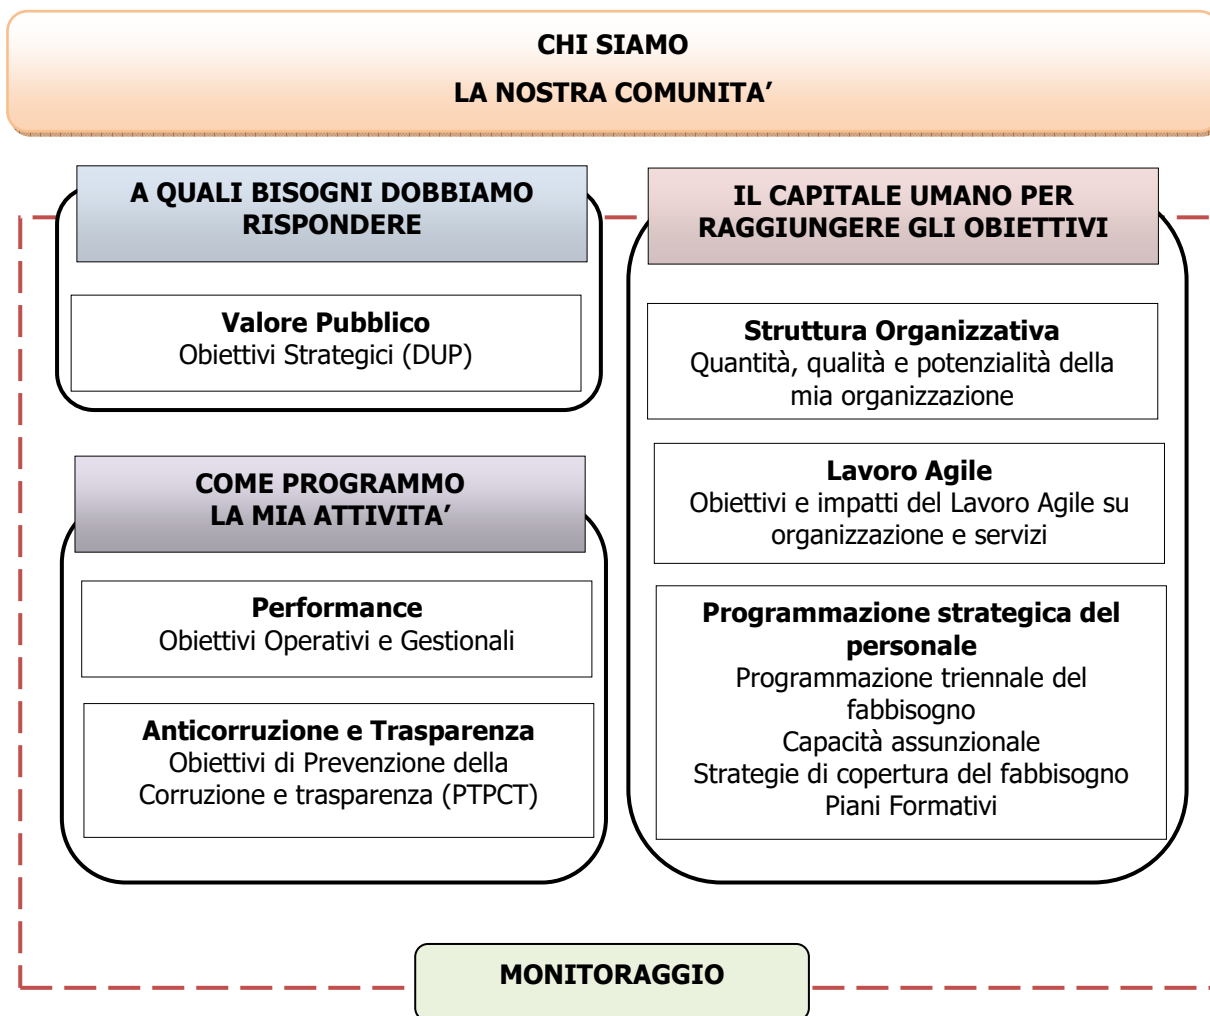 CHI SIAMO
LA NOSTRA COMUNITA’
A QUALI BISOGNI DOBBIAMO
RISPONDERE
Valore Pubblico
Obiettivi Strategici (DUP)
COME PROGRAMMO
LA MIA ATTIVITA’
Performance
Obiettivi Operativi e Gestionali
Anticorruzione e Trasparenza
Obiettivi di Prevenzione della
Corruzione e trasparenza (PTPCT)
IL CAPITALE UMANO PER
RAGGIUNGERE GLI OBIETTIVI
Struttura Organizzativa
Quantità, qualità e potenzialità della
mia organizzazione
Lavoro Agile
Obiettivi e impatti del Lavoro Agile su
organizzazione e servizi
Programmazione strategica del
personale
Programmazione triennale del
fabbisogno
Capacità assunzionale
Strategie di copertura del fabbisogno
Piani Formativi
MONITORAGGIO